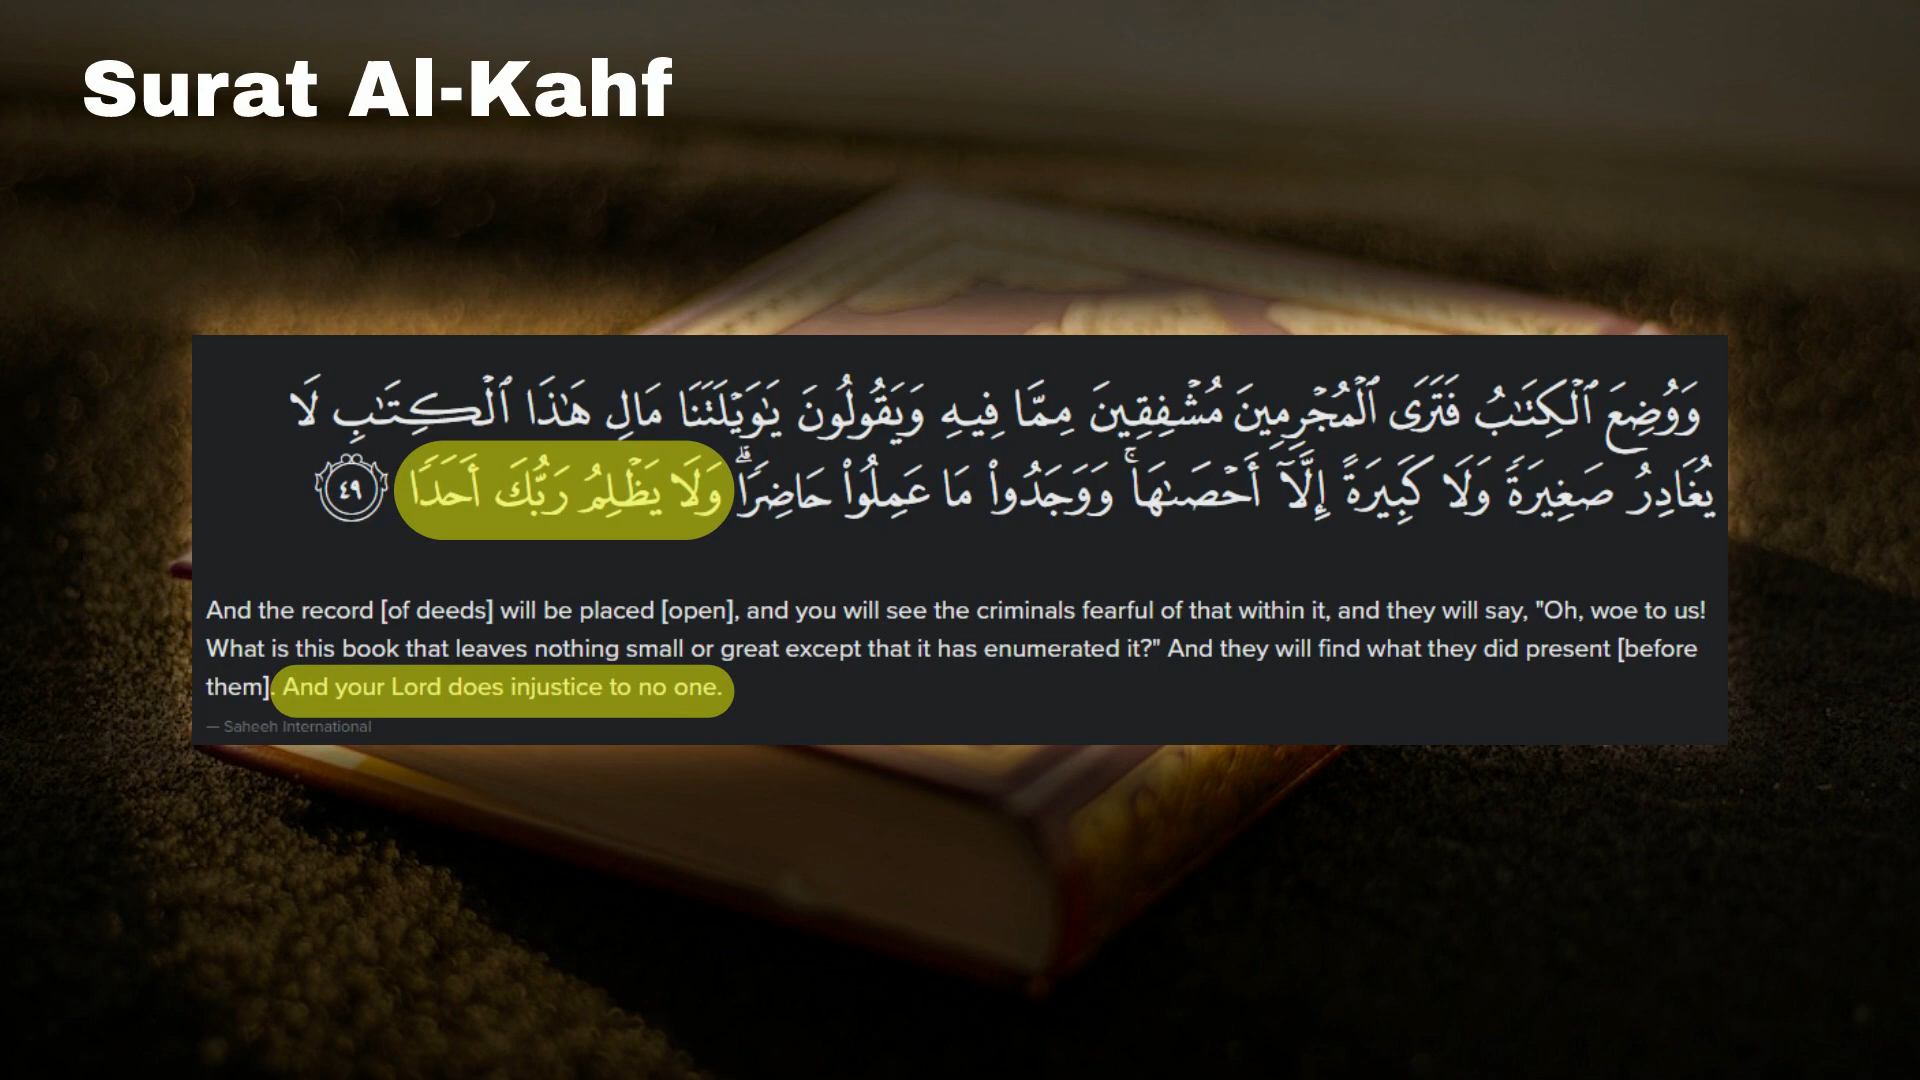 Surat Al-Kahf
وَوُضِعَ ٱلْكِتَـٰبُ فَتَرَى ٱلْمُجْرِمِينَ مُشْفِقِينَ مِمَّا فِيهِ وَيَقُولُونَ يَـٰوَيْلَتَنَا مَالِ هَـٰذَا ٱلْكِتَـٰبِ لَا
يُغَادِرُ صَغِيرَةً وَلَا كَبِيرَةً إِلَّآ أَحْصَىٰهَا ۚ وَوَجَدُوا۟ مَا عَمِلُوا۟ حَاضِرًا ۗ وَلَا يَظْلِمُ رَبُّكَ أَحَدًا ٤٩
And the record [of deeds] will be placed [open], and you will see the criminals fearful of that within it, and they will say, "Oh, woe to us!
What is this book that leaves nothing small or great except that it has enumerated it?" And they will find what they did present [before
them]. And your Lord does injustice to no one.
— Saheeh International